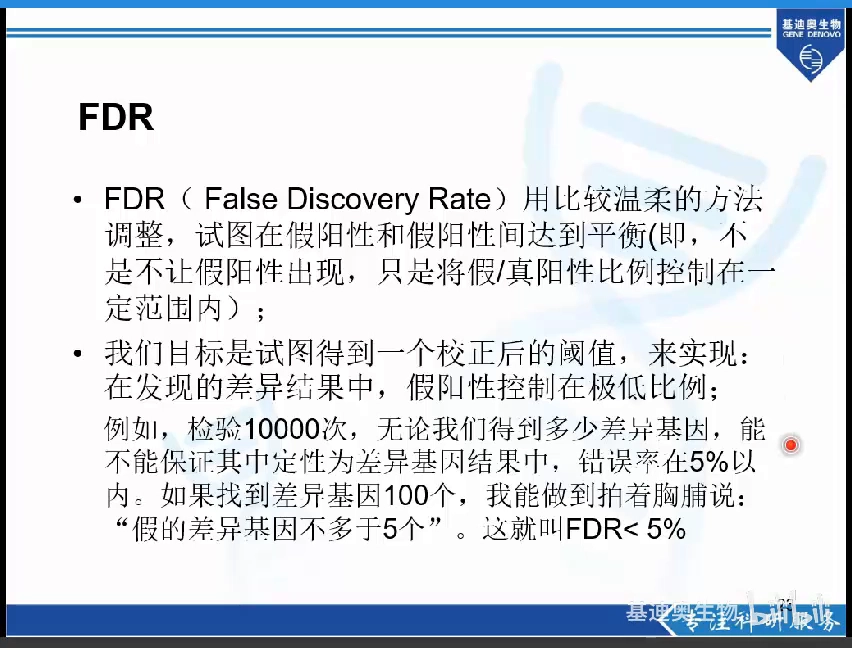 基迪奥生物
GENE DENOVO
FDR
• FDR（ False Discovery Rate）用比较温柔的方法
调整，试图在假阳性和假阳性间达到平衡(即，不
是不让假阳性出现，只是将假/真阳性比例控制在一
定范围内）；
• 我们目标是试图得到一个校正后的阈值，来实现：
在发现的差异结果中，假阳性控制在极低比例；
例如，检验10000次，无论我们得到多少差异基因，能
不能保证其中定性为差异基因结果中，错误率在5%以
内。如果找到差异基因100个，我能做到拍着胸脯说：
“假的差异基因不多于5个”。这就叫FDR< 5%
基迪奥生物 bilibili
专注科研服务